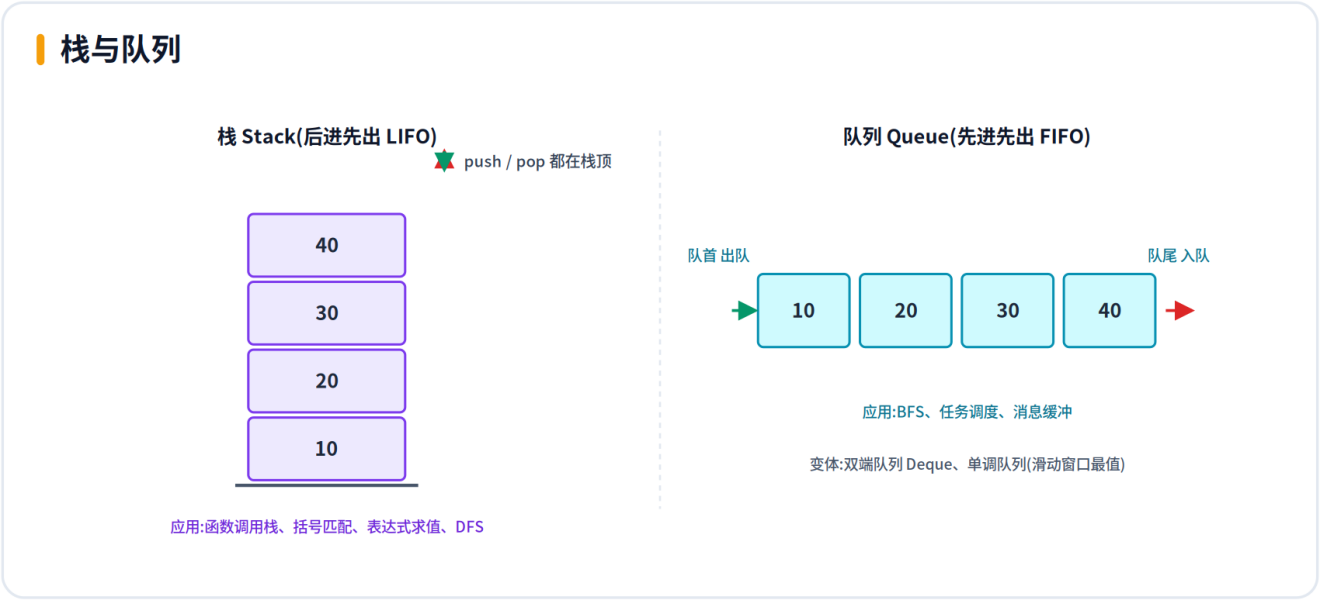 栈与队列
栈 Stack(后进先出 LIFO)
push / pop 都在栈顶
40
30
20
10
应用:函数调用栈、括号匹配、表达式求值、DFS
队列 Queue(先进先出 FIFO)
队首 出队
队尾 入队
10 20 30 40
应用:BFS、任务调度、消息缓冲
变体:双端队列 Deque、单调队列(滑动窗口最值)